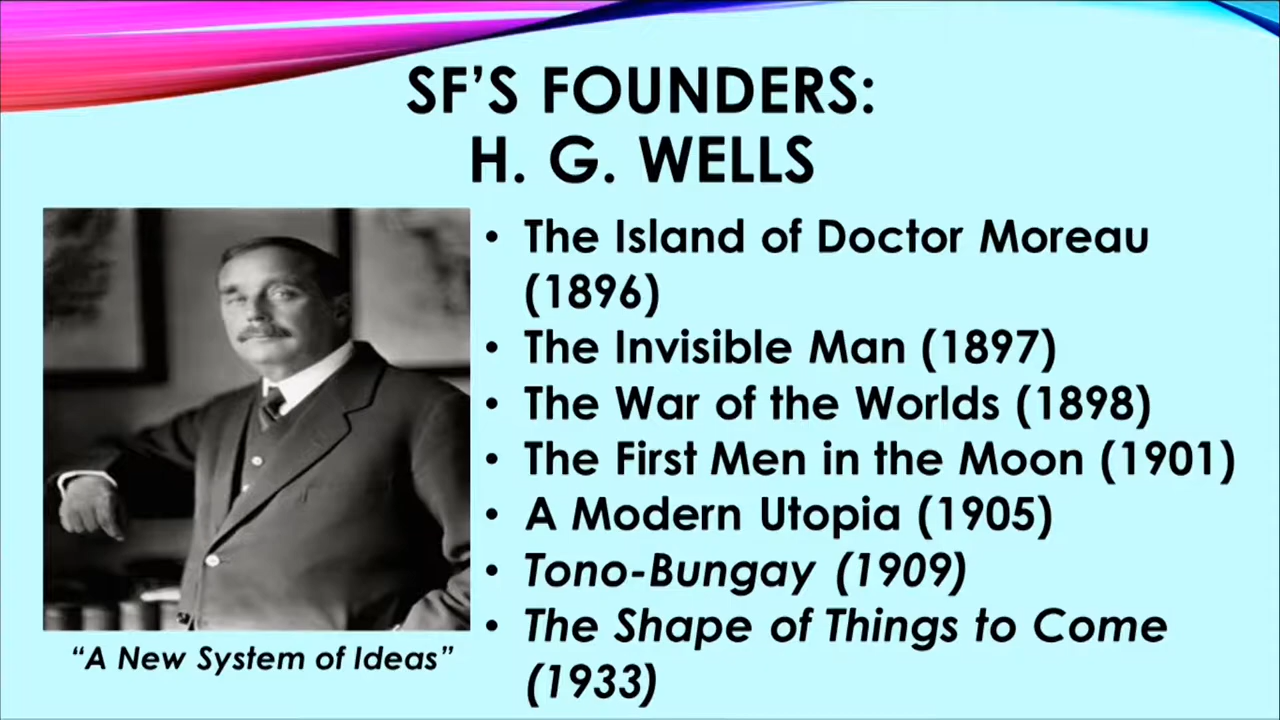 SF'S FOUNDERS:
H. G. WELLS
• The Island of Doctor Moreau
(1896)
• The Invisible Man (1897)
• The War of the Worlds (1898)
• The First Men in the Moon (1901)
• A Modern Utopia (1905)
• Tono-Bungay (1909)
• The Shape of Things to Come
(1933)
“A New System of Ideas”